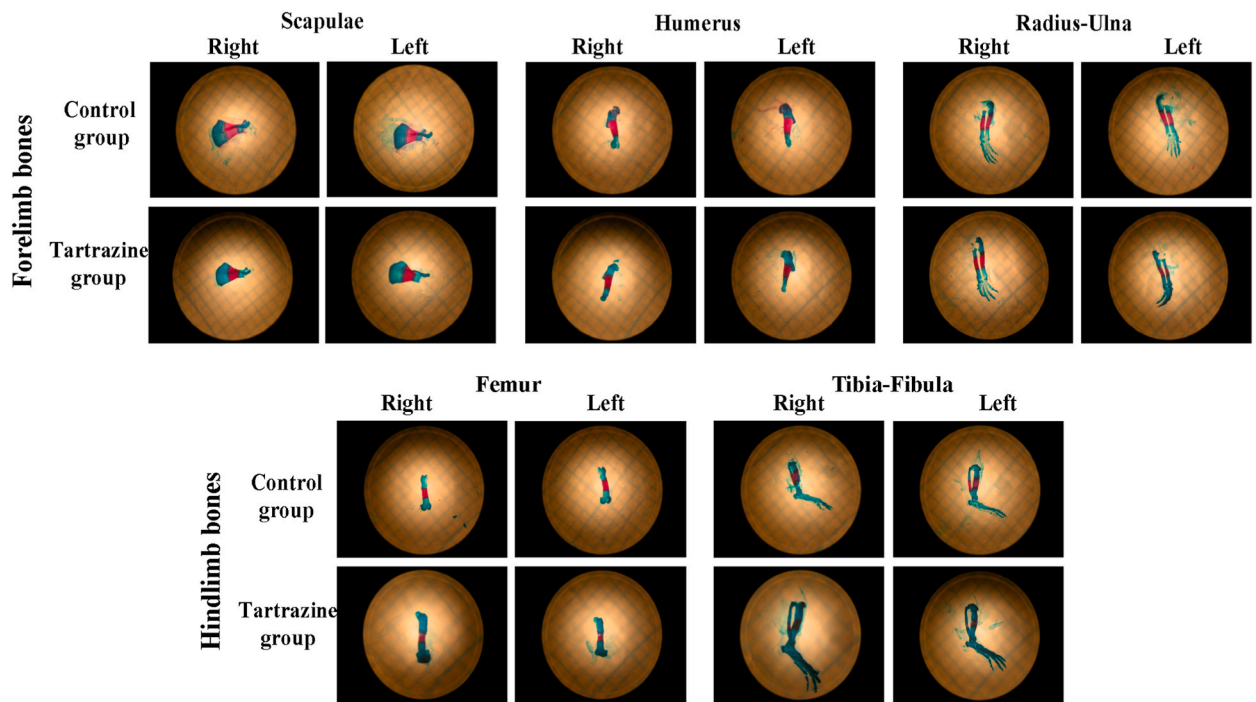 Scapulae
Humerus
Radius-Ulna
Right
Left
Right
Left
Right
Left
Forelimb bones
Control
group
Tartrazine
group
Femur
Tibia-Fibula
Right
Left
Right
Left
Hindlimb bones
Control
group
Tartrazine
group